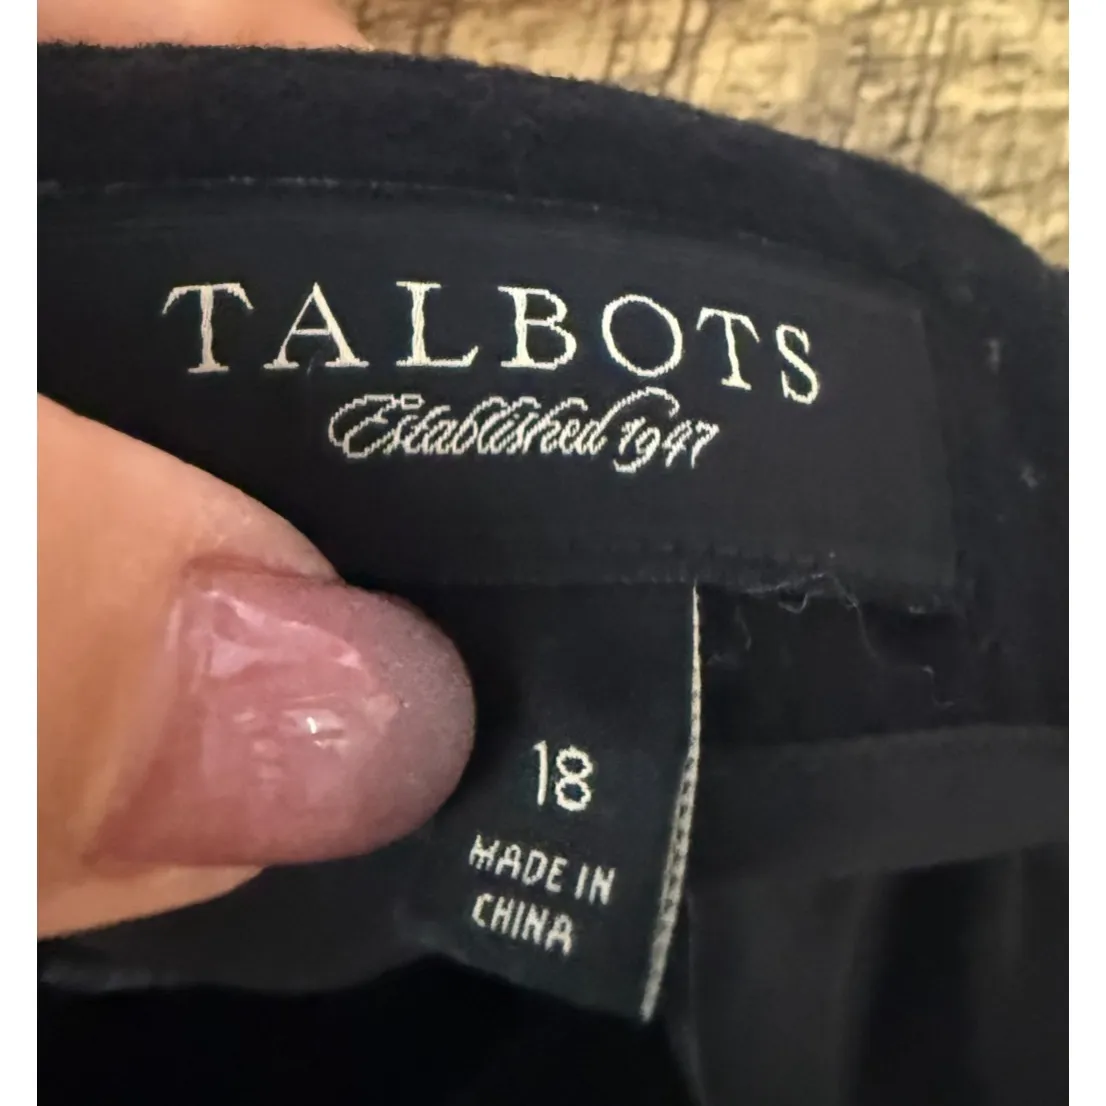 TALBOTS
Established 1947
18
MADE IN
CHINA